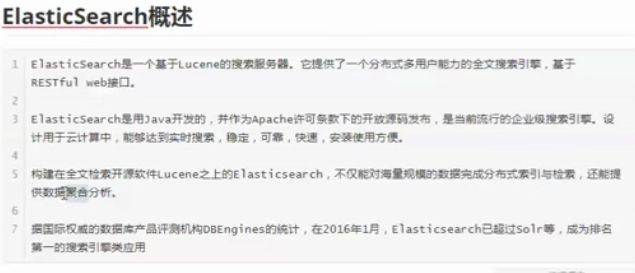 ElasticSearch概述
1 ElasticSearch是一个基于Lucene的搜索服务器。它提供了一个分布式多用户能力的全文搜索引擎，基于
RESTful web接口。
2
3 ElasticSearch是用Java开发的，并作为Apache许可条款下的开放源码发布，是当前流行的企业级搜索引擎。设
计用于云计算中，能够达到实时搜索，稳定，可靠，快速，安装使用方便。
4
5 构建在全文检索开源软件Lucene之上的Elasticsearch，不仅能对海量规模的数据完成分布式索引与检索，还能提
供数据聚合分析。
6
7 据国际权威的数据库产品评测机构DBEngines的统计，在2016年1月，Elasticsearch已超过Solr等，成为排名
第一的搜索引擎类应用